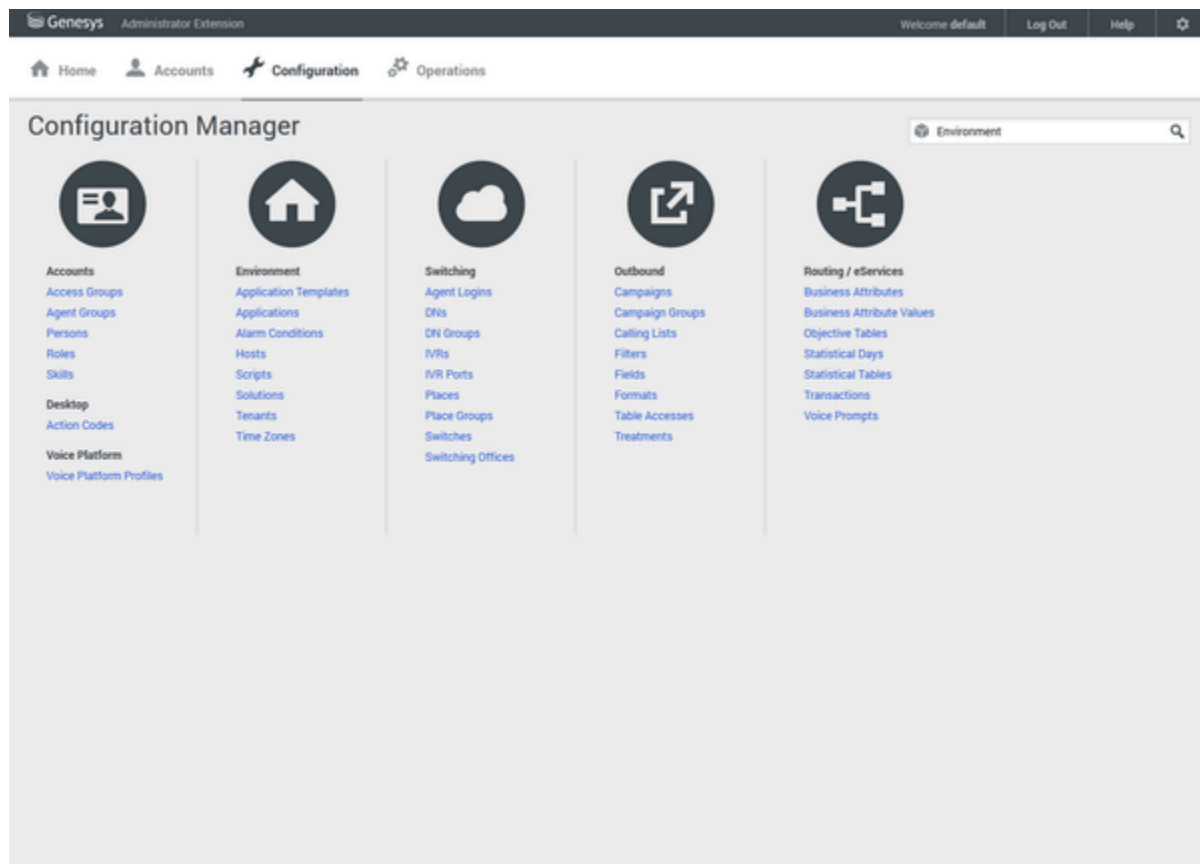 Genesys Administrator Extension Welcome default Log Out Help
Home Accounts Configuration Operations
Configuration Manager
Environment
Accounts
Access Groups
Agent Groups
Persons
Roles
Skills
Desktop
Action Codes
Voice Platform
Voice Platform Profiles
Environment
Application Templates
Applications
Alarm Conditions
Hosts
Scripts
Solutions
Tenants
Time Zones
Switching
Agent Logins
DNs
DN Groups
IVRs
IVR Ports
Places
Place Groups
Switches
Switching Offices
Outbound
Campaigns
Campaign Groups
Calling Lists
Filters
Fields
Formats
Table Accesses
Treatments
Routing / eServices
Business Attributes
Business Attribute Values
Objective Tables
Statistical Days
Statistical Tables
Transactions
Voice Prompts